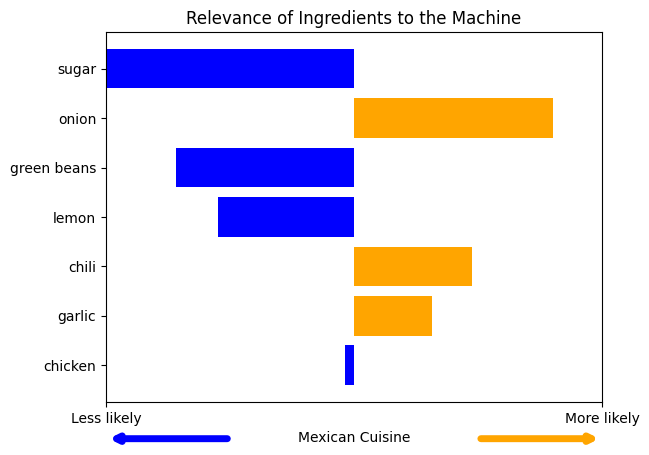 Relevance of Ingredients to the Machine
sugar
onion
green beans
lemon
chili
garlic
chicken
Less likely
More likely
Mexican Cuisine